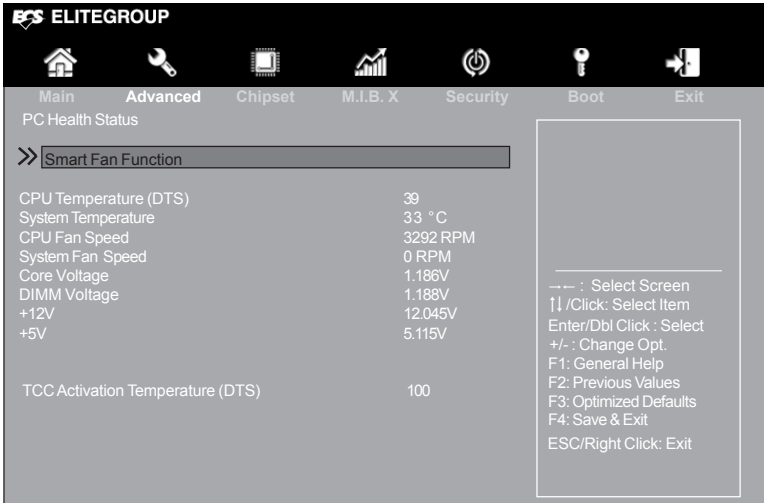 ECS ELITEGROUP
Main Advanced Chipset M.I.B. X Security Boot Exit
PC Health Status
Smart Fan Function
CPU Temperature (DTS) 39
System Temperature 33 °C
CPU Fan Speed 3292 RPM
System Fan Speed 0 RPM
Core Voltage 1.186V
DIMM Voltage 1.188V
+12V 12.045V
+5V 5.115V
TCC Activation Temperature (DTS) 100
→← : Select Screen
↑↓/Click: Select Item
Enter/Dbl Click : Select
+/- : Change Opt.
F1: General Help
F2: Previous Values
F3: Optimized Defaults
F4: Save & Exit
ESC/Right Click: Exit